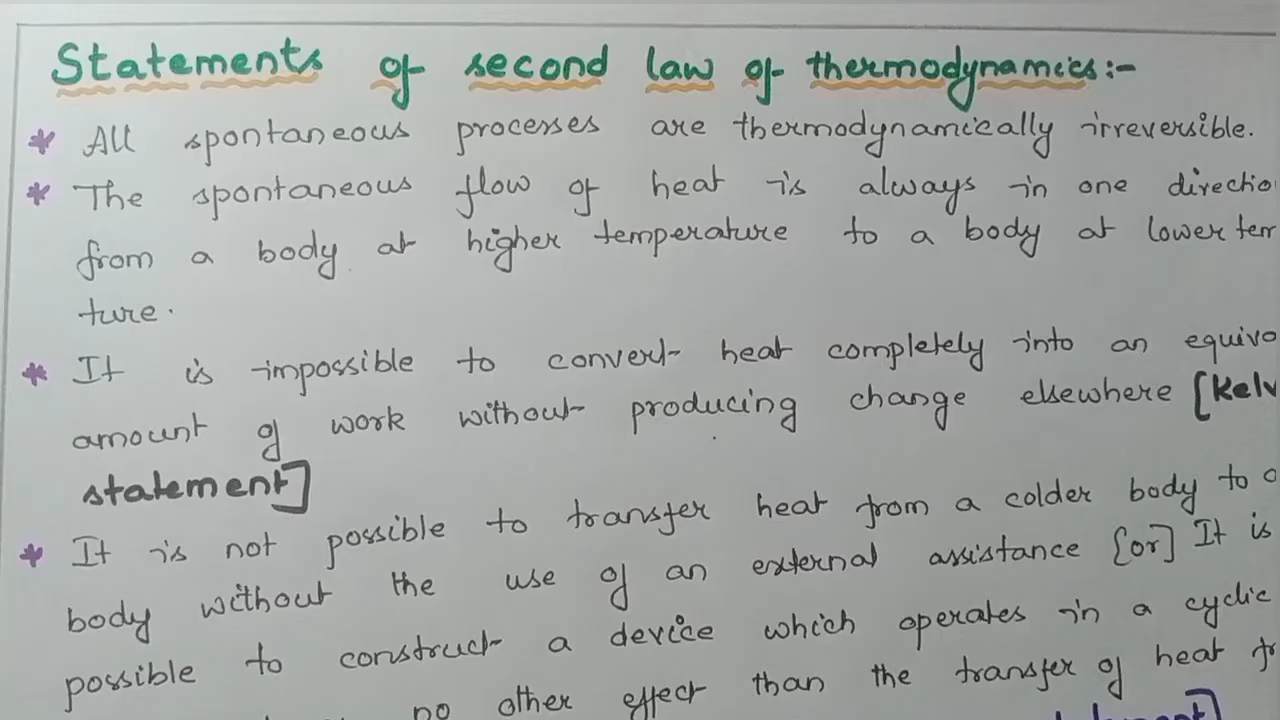 Statements of second law of thermodynamics:-
* All spontaneous processes are thermodynamically irreversible.
* The spontaneous flow of heat is always in one directio
from a body at higher temperature to a body at lower tem
ture.
* It is impossible to convert heat completely into an equiva
amount of work without producing change elsewhere [Kelv
statement]
* It is not possible to transfer heat from a colder body to a
body without the use of an external assistance [or] It is
possible to construct a device which operates in a cyclic
no other effect than the transfer of heat fr
statement]